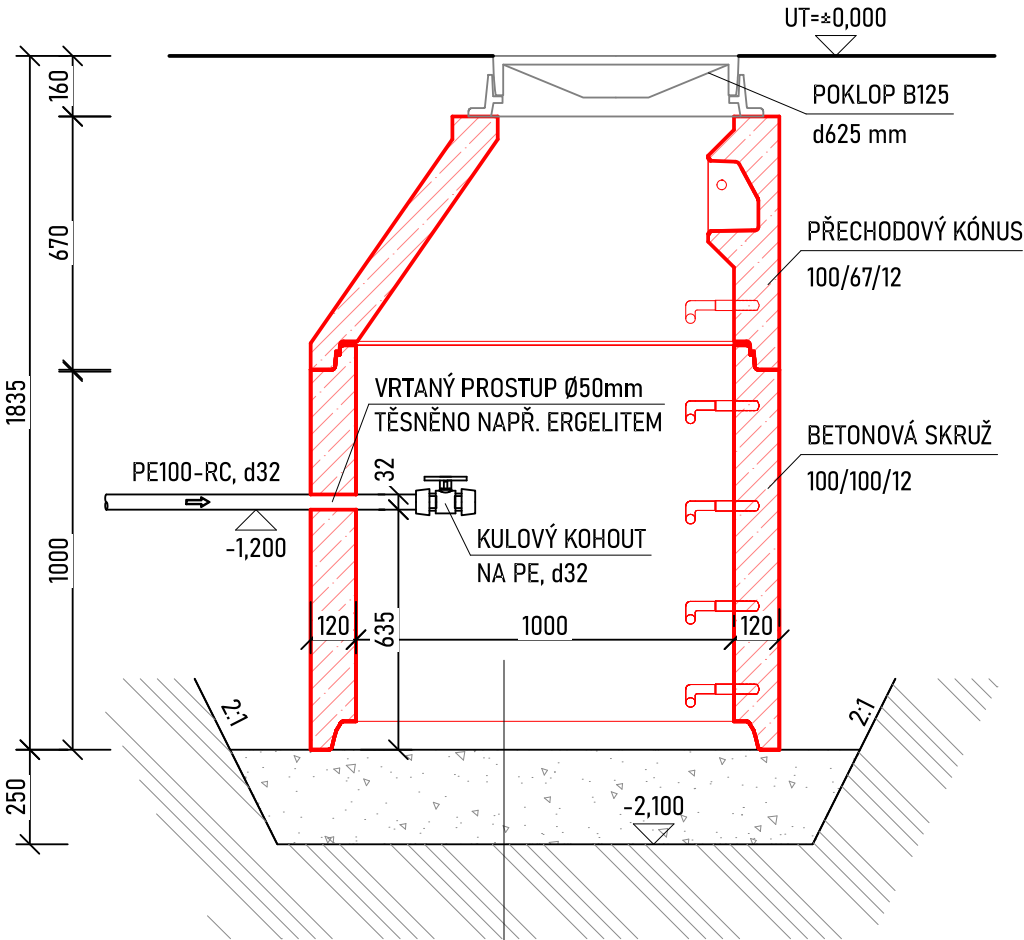 UT=±0,000
160
POKLOP B125
d625 mm
670
PŘECHODOVÝ KÓNUS
100/67/12
1835
VRTANÝ PROSTUP Ø50mm
TĚSNĚNO NAPŘ. ERGELITEM
BETONOVÁ SKRUŽ
100/100/12
PE100-RC, d32
32
-1,200
KULOVÝ KOHOUT
NA PE, d32
1000
120
635
1000
120
2:1
2:1
250
-2,100